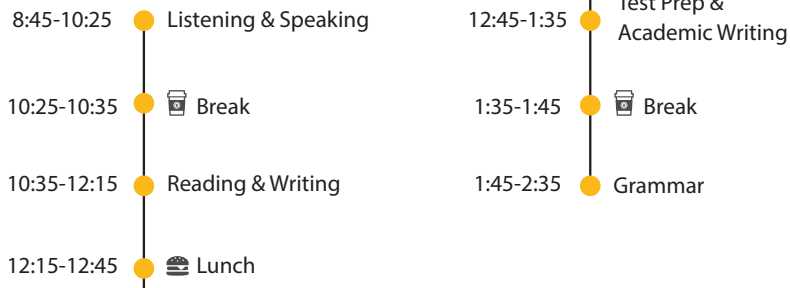 8:45-10:25 Listening & Speaking
10:25-10:35 Break
10:35-12:15 Reading & Writing
12:15-12:45 Lunch
12:45-1:35 Test Prep &
Academic Writing
1:35-1:45 Break
1:45-2:35 Grammar